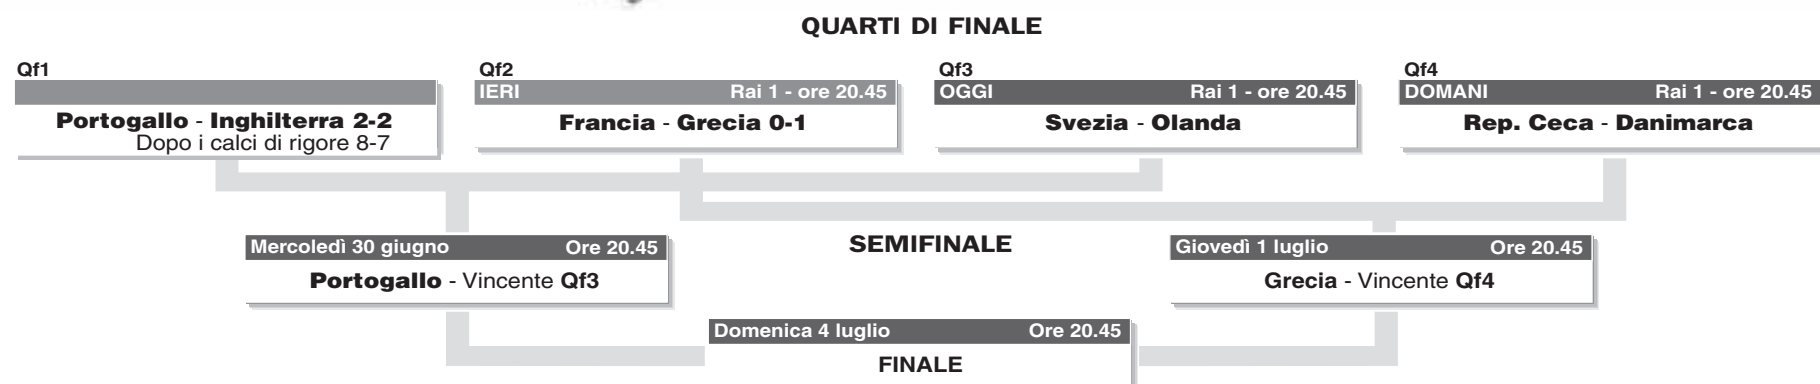 QUARTI DI FINALE
Qf1
Portogallo - Inghilterra 2-2
Dopo i calci di rigore 8-7
Qf2
IERI Rai 1 - ore 20.45
Francia - Grecia 0-1
Qf3
OGGI Rai 1 - ore 20.45
Svezia - Olanda
Qf4
DOMANI Rai 1 - ore 20.45
Rep. Ceca - Danimarca
SEMIFINALE
Mercoledì 30 giugno Ore 20.45
Portogallo - Vincente Qf3
Giovedì 1 luglio Ore 20.45
Grecia - Vincente Qf4
Domenica 4 luglio Ore 20.45
FINALE